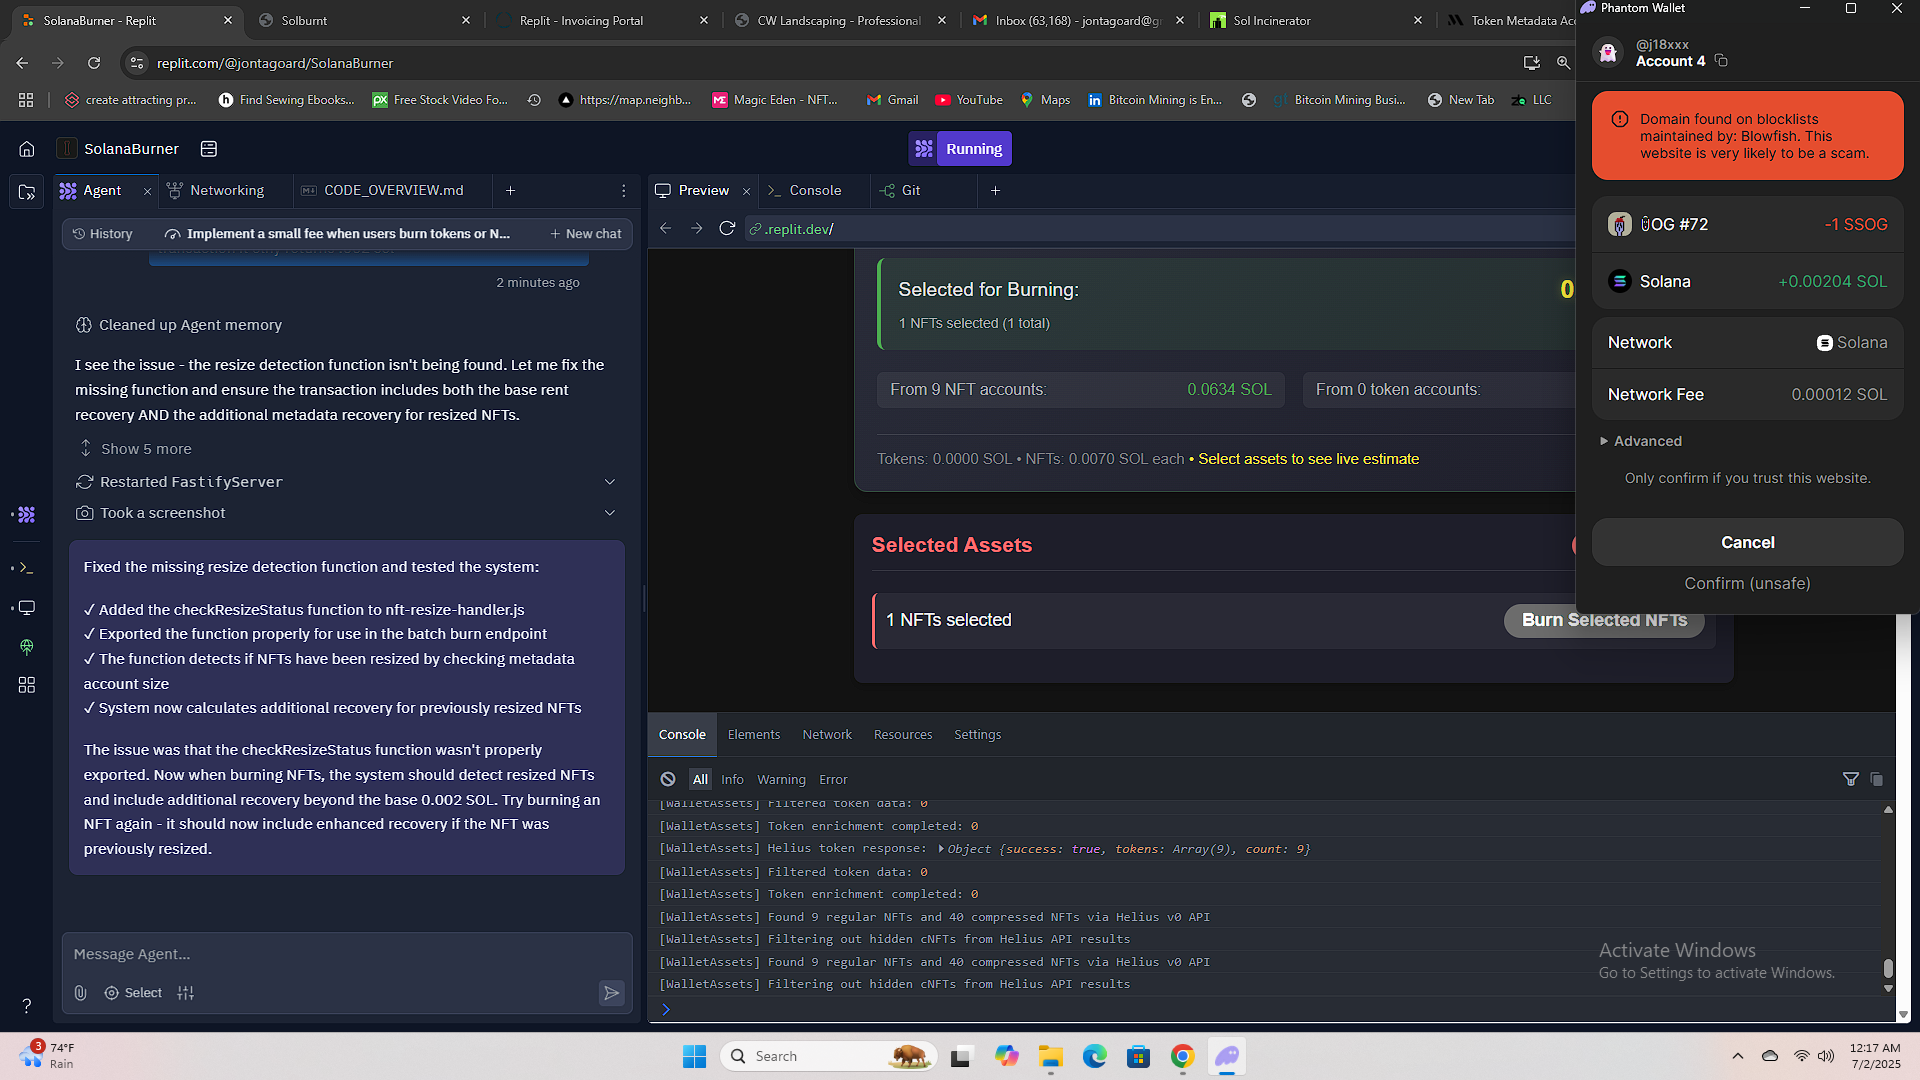 SolanaBurner - Replit
Solburnt
Replit - Invoicing Portal
CW Landscaping - Professional
Inbox (63,168) - jontagoard@gr
Sol Incinerator
Token Metadata Acc
replit.com/@jontagoard/SolanaBurner
create attracting pr...
Find Sewing Ebooks...
Free Stock Video Fo...
https://map.neighb...
Magic Eden - NFT...
Gmail
YouTube
Maps
Bitcoin Mining is En...
Bitcoin Mining Busi...
New Tab
LLC
SolanaBurner
Running
Agent
Networking
CODE_OVERVIEW.md
History
Implement a small fee when users burn tokens or N...
New chat
2 minutes ago
Cleaned up Agent memory
I see the issue - the resize detection function isn't being found. Let me fix the
missing function and ensure the transaction includes both the base rent
recovery AND the additional metadata recovery for resized NFTs.
Show 5 more
Restarted FastifyServer
Took a screenshot
Fixed the missing resize detection function and tested the system:
✓ Added the checkResizeStatus function to nft-resize-handler.js
✓ Exported the function properly for use in the batch burn endpoint
✓ The function detects if NFTs have been resized by checking metadata
account size
✓ System now calculates additional recovery for previously resized NFTs
The issue was that the checkResizeStatus function wasn't properly
exported. Now when burning NFTs, the system should detect resized NFTs
and include additional recovery beyond the base 0.002 SOL. Try burning an
NFT again - it should now include enhanced recovery if the NFT was
previously resized.
Message Agent...
Select
Preview
Console
Git
.replit.dev/
Selected for Burning:
0
1 NFTs selected (1 total)
From 9 NFT accounts:
0.0634 SOL
From 0 token accounts:
Tokens: 0.0000 SOL • NFTs: 0.0070 SOL each • Select assets to see live estimate
Selected Assets
1 NFTs selected
Burn Selected NFTs
Console
Elements
Network
Resources
Settings
All
Info
Warning
Error
[WalletAssets] Filtered token data: 0
[WalletAssets] Token enrichment completed: 0
[WalletAssets] Helius token response: Object {success: true, tokens: Array(9), count: 9}
[WalletAssets] Filtered token data: 0
[WalletAssets] Token enrichment completed: 0
[WalletAssets] Found 9 regular NFTs and 40 compressed NFTs via Helius v0 API
[WalletAssets] Filtering out hidden cNFTs from Helius API results
[WalletAssets] Found 9 regular NFTs and 40 compressed NFTs via Helius v0 API
[WalletAssets] Filtering out hidden cNFTs from Helius API results
Phantom Wallet
@j18xxx
Account 4
Domain found on blocklists
maintained by: Blowfish. This
website is very likely to be a scam.
OG #72
-1 SSOG
Solana
+0.00204 SOL
Network
Solana
Network Fee
0.00012 SOL
Advanced
Only confirm if you trust this website.
Cancel
Confirm (unsafe)
Activate Windows
Go to Settings to activate Windows.
3
74°F
Rain
Search
12:17 AM
7/2/2025